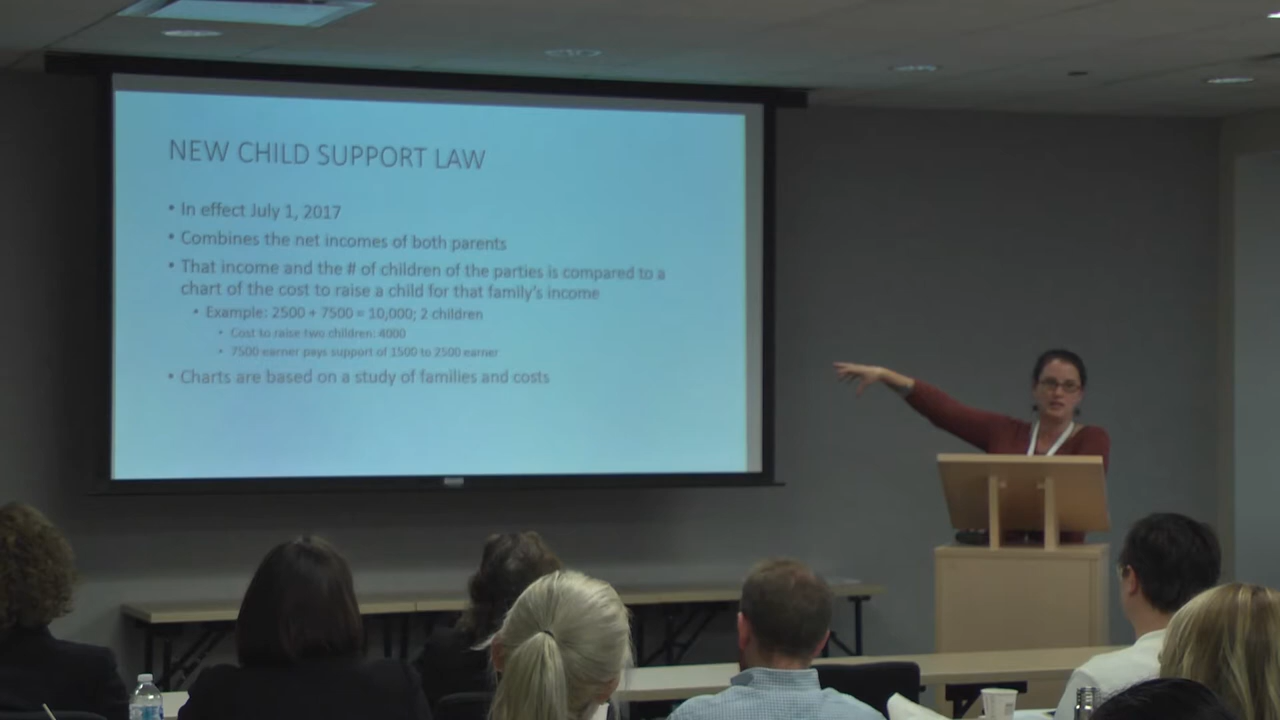 NEW CHILD SUPPORT LAW
• In effect July 1, 2017
• Combines the net incomes of both parents
• That income and the # of children of the parties is compared to a
chart of the cost to raise a child for that family's income
• Example: 2500 + 7500 = 10,000; 2 children
• Cost to raise two children: 4000
• 7500 earner pays support of 1500 to 2500 earner
• Charts are based on a study of families and costs